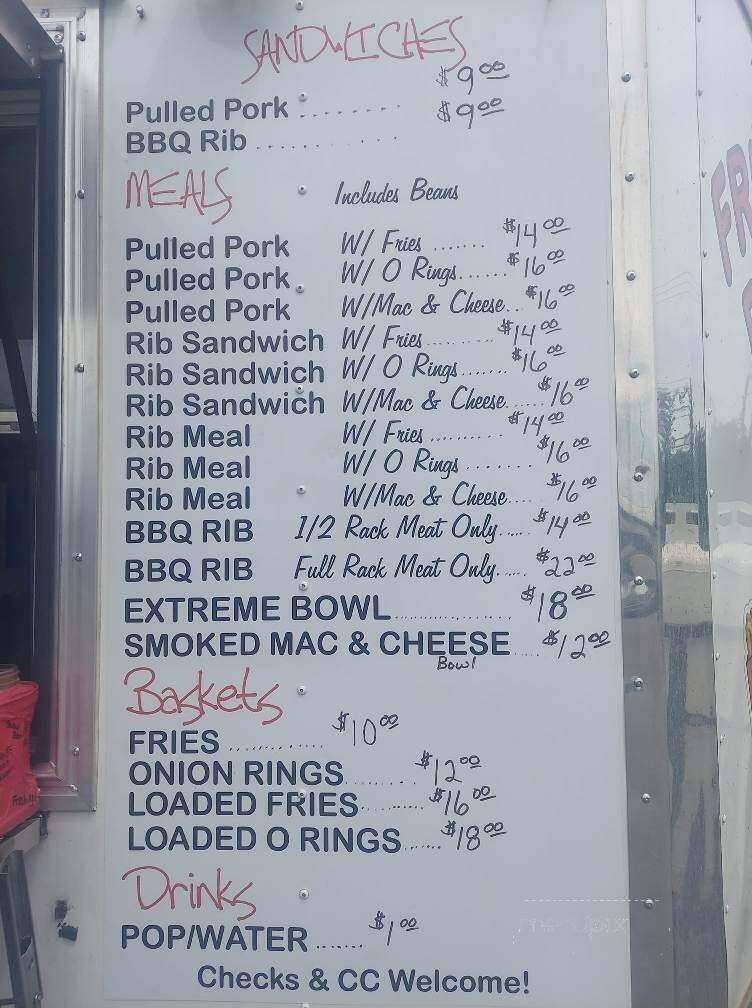 SANDWICHES
Pulled Pork ........ $9.00
BBQ Rib ............ $9.00
MEALS Includes Beans
Pulled Pork W/ Fries ....... $14.00
Pulled Pork W/ O Rings...... $16.00
Pulled Pork W/Mac & Cheese.. $16.00
Rib Sandwich W/ Fries.......... $14.00
Rib Sandwich W/ O Rings....... $16.00
Rib Sandwich W/Mac & Cheese..... $16.00
Rib Meal W/ Fries .......... $14.00
Rib Meal W/ O Rings ....... $16.00
Rib Meal W/Mac & Cheese.... $16.00
BBQ RIB 1/2 Rack Meat Only..... $14.00
BBQ RIB Full Rack Meat Only..... $22.00
EXTREME BOWL.................. $18.00
SMOKED MAC & CHEESE .... $12.00
Bowl
Baskets
FRIES ............ $10.00
ONION RINGS......... $12.00
LOADED FRIES.......... $16.00
LOADED O RINGS...... $18.00
Drinks
POP/WATER ...... $1.00
Checks & CC Welcome!